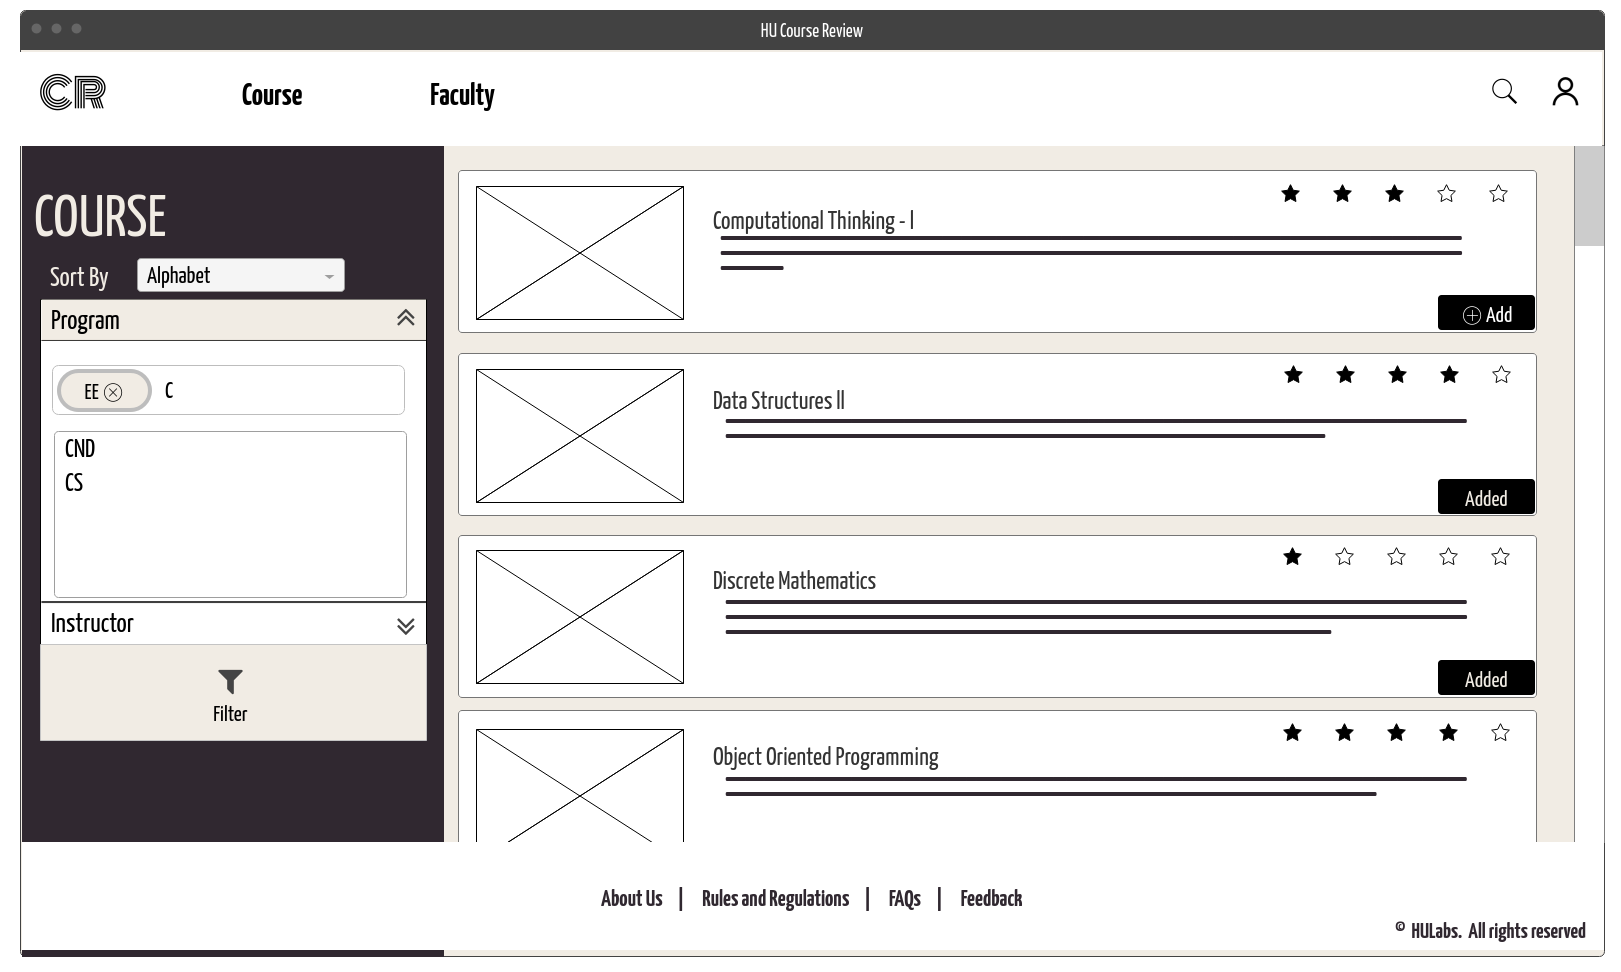 HU Course Review
CR
Course
Faculty
COURSE
Sort By
Alphabet
Program
EE
C
CND
CS
Instructor
Filter
Computational Thinking - I
Add
Data Structures II
Added
Discrete Mathematics
Added
Object Oriented Programming
About Us | Rules and Regulations | FAQs | Feedback
© HULabs. All rights reserved